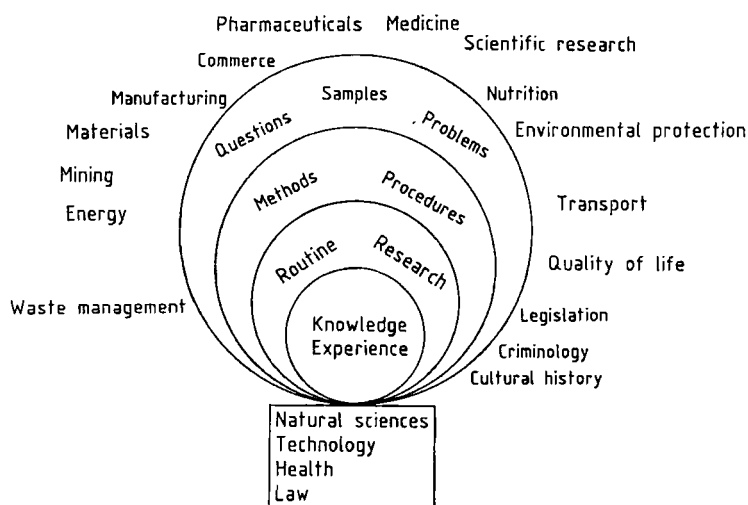 Pharmaceuticals Medicine
Scientific research
Commerce
Manufacturing
Samples
Nutrition
Materials
Questions
Problems
Environmental protection
Mining
Methods
Procedures
Energy
Transport
Routine
Research
Quality of life
Waste management
Knowledge
Experience
Legislation
Criminology
Cultural history
Natural sciences
Technology
Health
Law